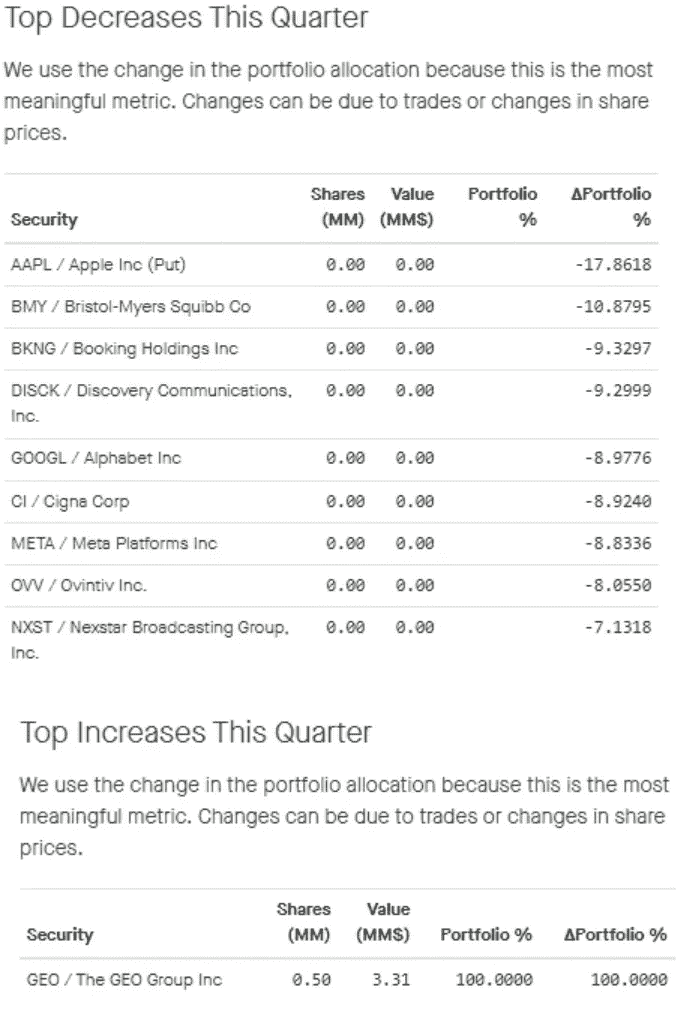 Top Decreases This Quarter
We use the change in the portfolio allocation because this is the most
meaningful metric. Changes can be due to trades or changes in share
prices.
Security Shares (MM) Value (MM$) Portfolio % ΔPortfolio %
AAPL / Apple Inc (Put) 0.00 0.00 -17.8618
BMY / Bristol-Myers Squibb Co 0.00 0.00 -10.8795
BKNG / Booking Holdings Inc 0.00 0.00 -9.3297
DISCK / Discovery Communications, 0.00 0.00 -9.2999
Inc.
GOOGL / Alphabet Inc 0.00 0.00 -8.9776
CI / Cigna Corp 0.00 0.00 -8.9240
META / Meta Platforms Inc 0.00 0.00 -8.8336
OVV / Ovintiv Inc. 0.00 0.00 -8.0550
NXST / Nexstar Broadcasting Group, 0.00 0.00 -7.1318
Inc.
Top Increases This Quarter
We use the change in the portfolio allocation because this is the most
meaningful metric. Changes can be due to trades or changes in share
prices.
Security Shares (MM) Value (MM$) Portfolio % ΔPortfolio %
GEO / The GEO Group Inc 0.50 3.31 100.0000 100.0000